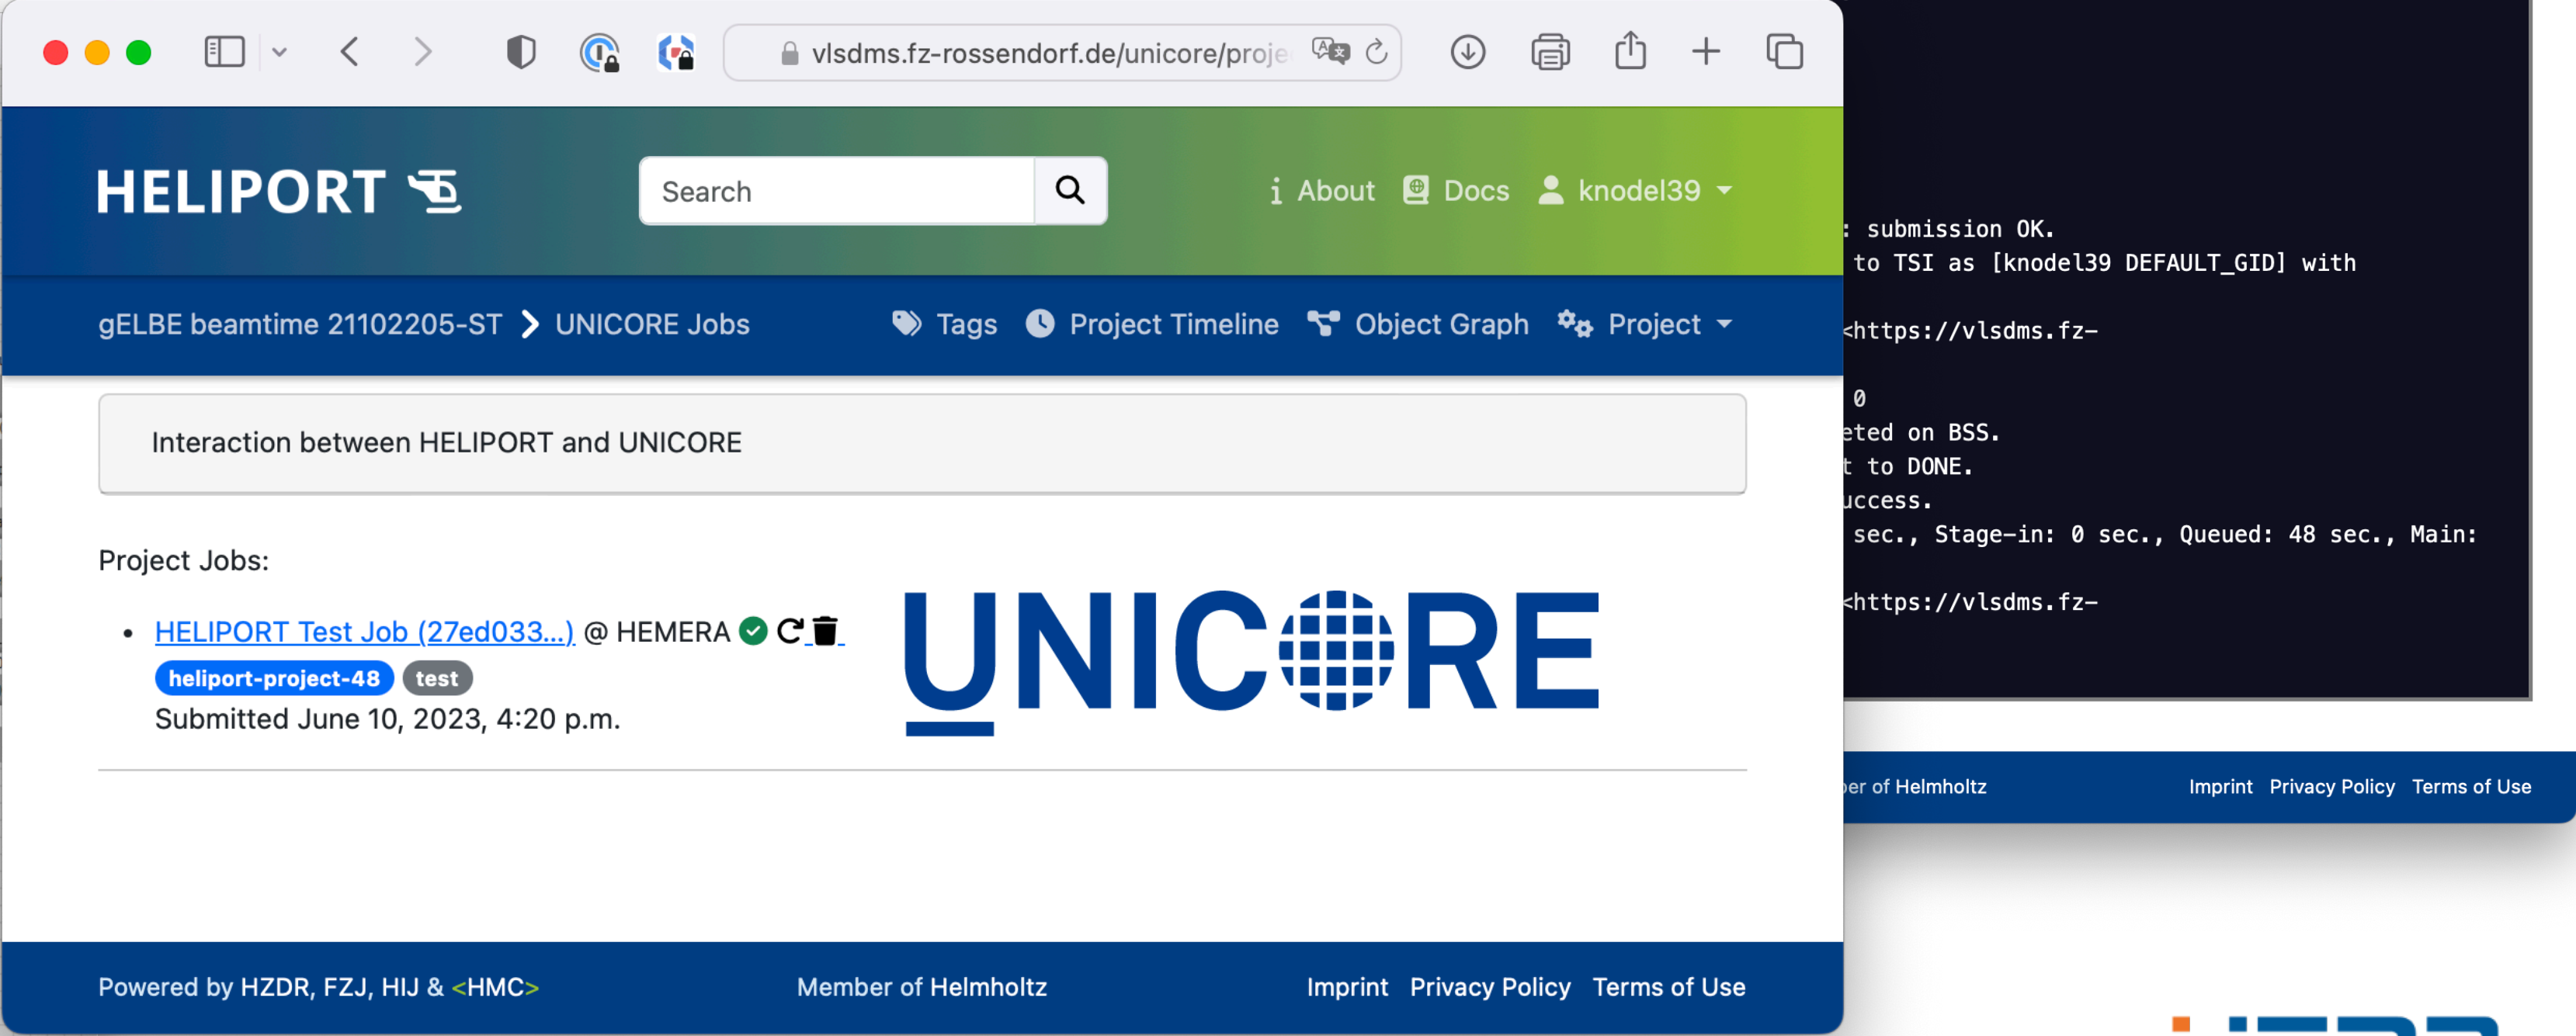 vlsdms.fz-rossendorf.de/unicore/proje
HELIPORT
Search
About
Docs
knodel39
gELBE beamtime 21102205-ST
UNICORE Jobs
Tags
Project Timeline
Object Graph
Project
Interaction between HELIPORT and UNICORE
Project Jobs:
• HELIPORT Test Job (27ed033...) @ HEMERA
heliport-project-48 test
Submitted June 10, 2023, 4:20 p.m.
UNICORE
Powered by HZDR, FZJ, HIJ & <HMC>
Member of Helmholtz
Imprint Privacy Policy Terms of Use
: submission OK.
to TSI as [knodel39 DEFAULT_GID] with
<https://vlsdms.fz-
0
eted on BSS.
t to DONE.
uccess.
sec., Stage-in: 0 sec., Queued: 48 sec., Main:
<https://vlsdms.fz-
ber of Helmholtz
Imprint Privacy Policy Terms of Use